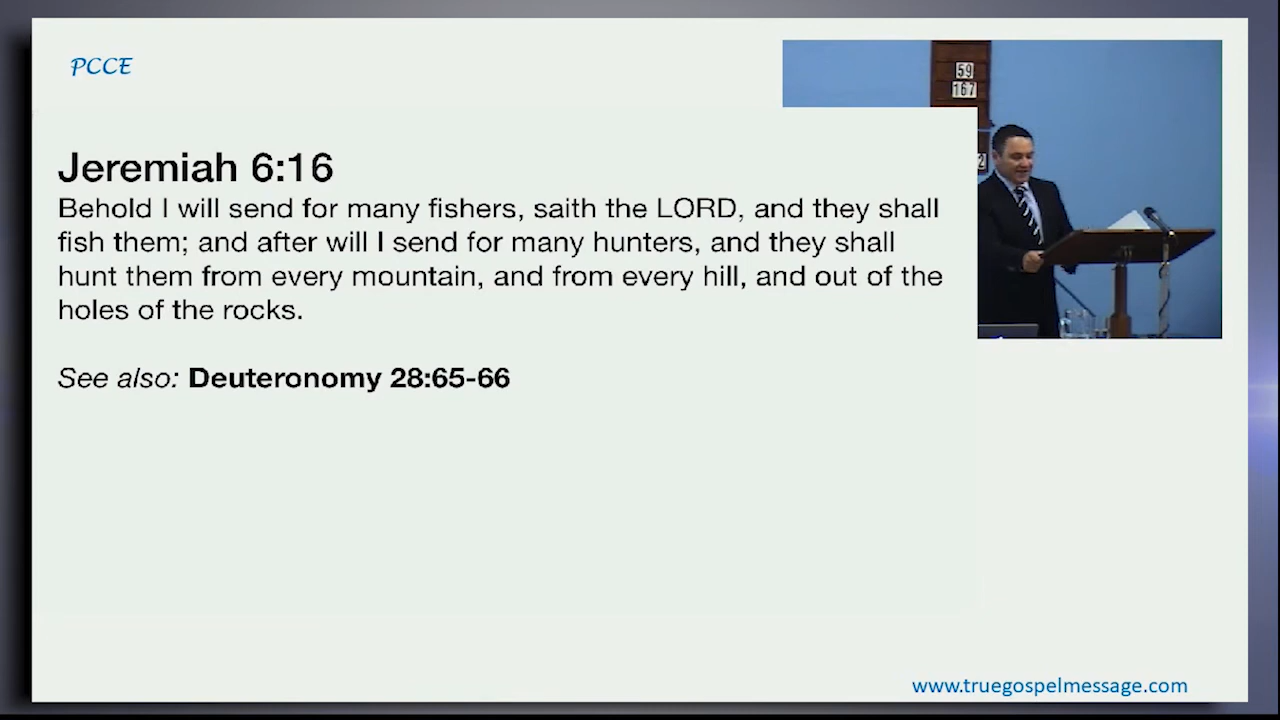 PCCE
59
167
2
Jeremiah 6:16
Behold I will send for many fishers, saith the LORD, and they shall
fish them; and after will I send for many hunters, and they shall
hunt them from every mountain, and from every hill, and out of the
holes of the rocks.
See also: Deuteronomy 28:65-66
www.truegospelmessage.com